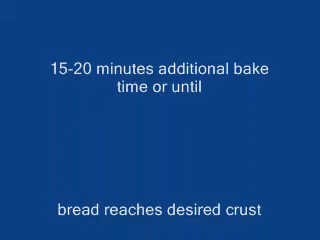 15-20 minutes additional bake
time or until
bread reaches desired crust